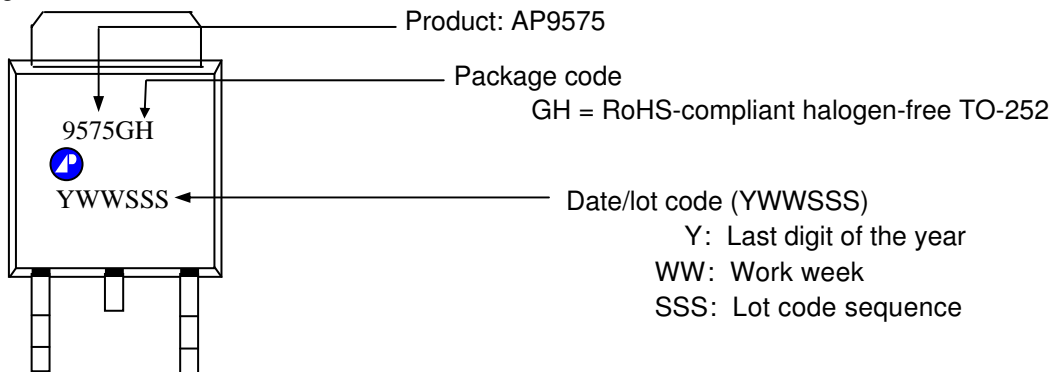 Product: AP9575
Package code
GH = RoHS-compliant halogen-free TO-252
9575GH
YWWSSS
Date/lot code (YWWSSS)
Y: Last digit of the year
WW: Work week
SSS: Lot code sequence